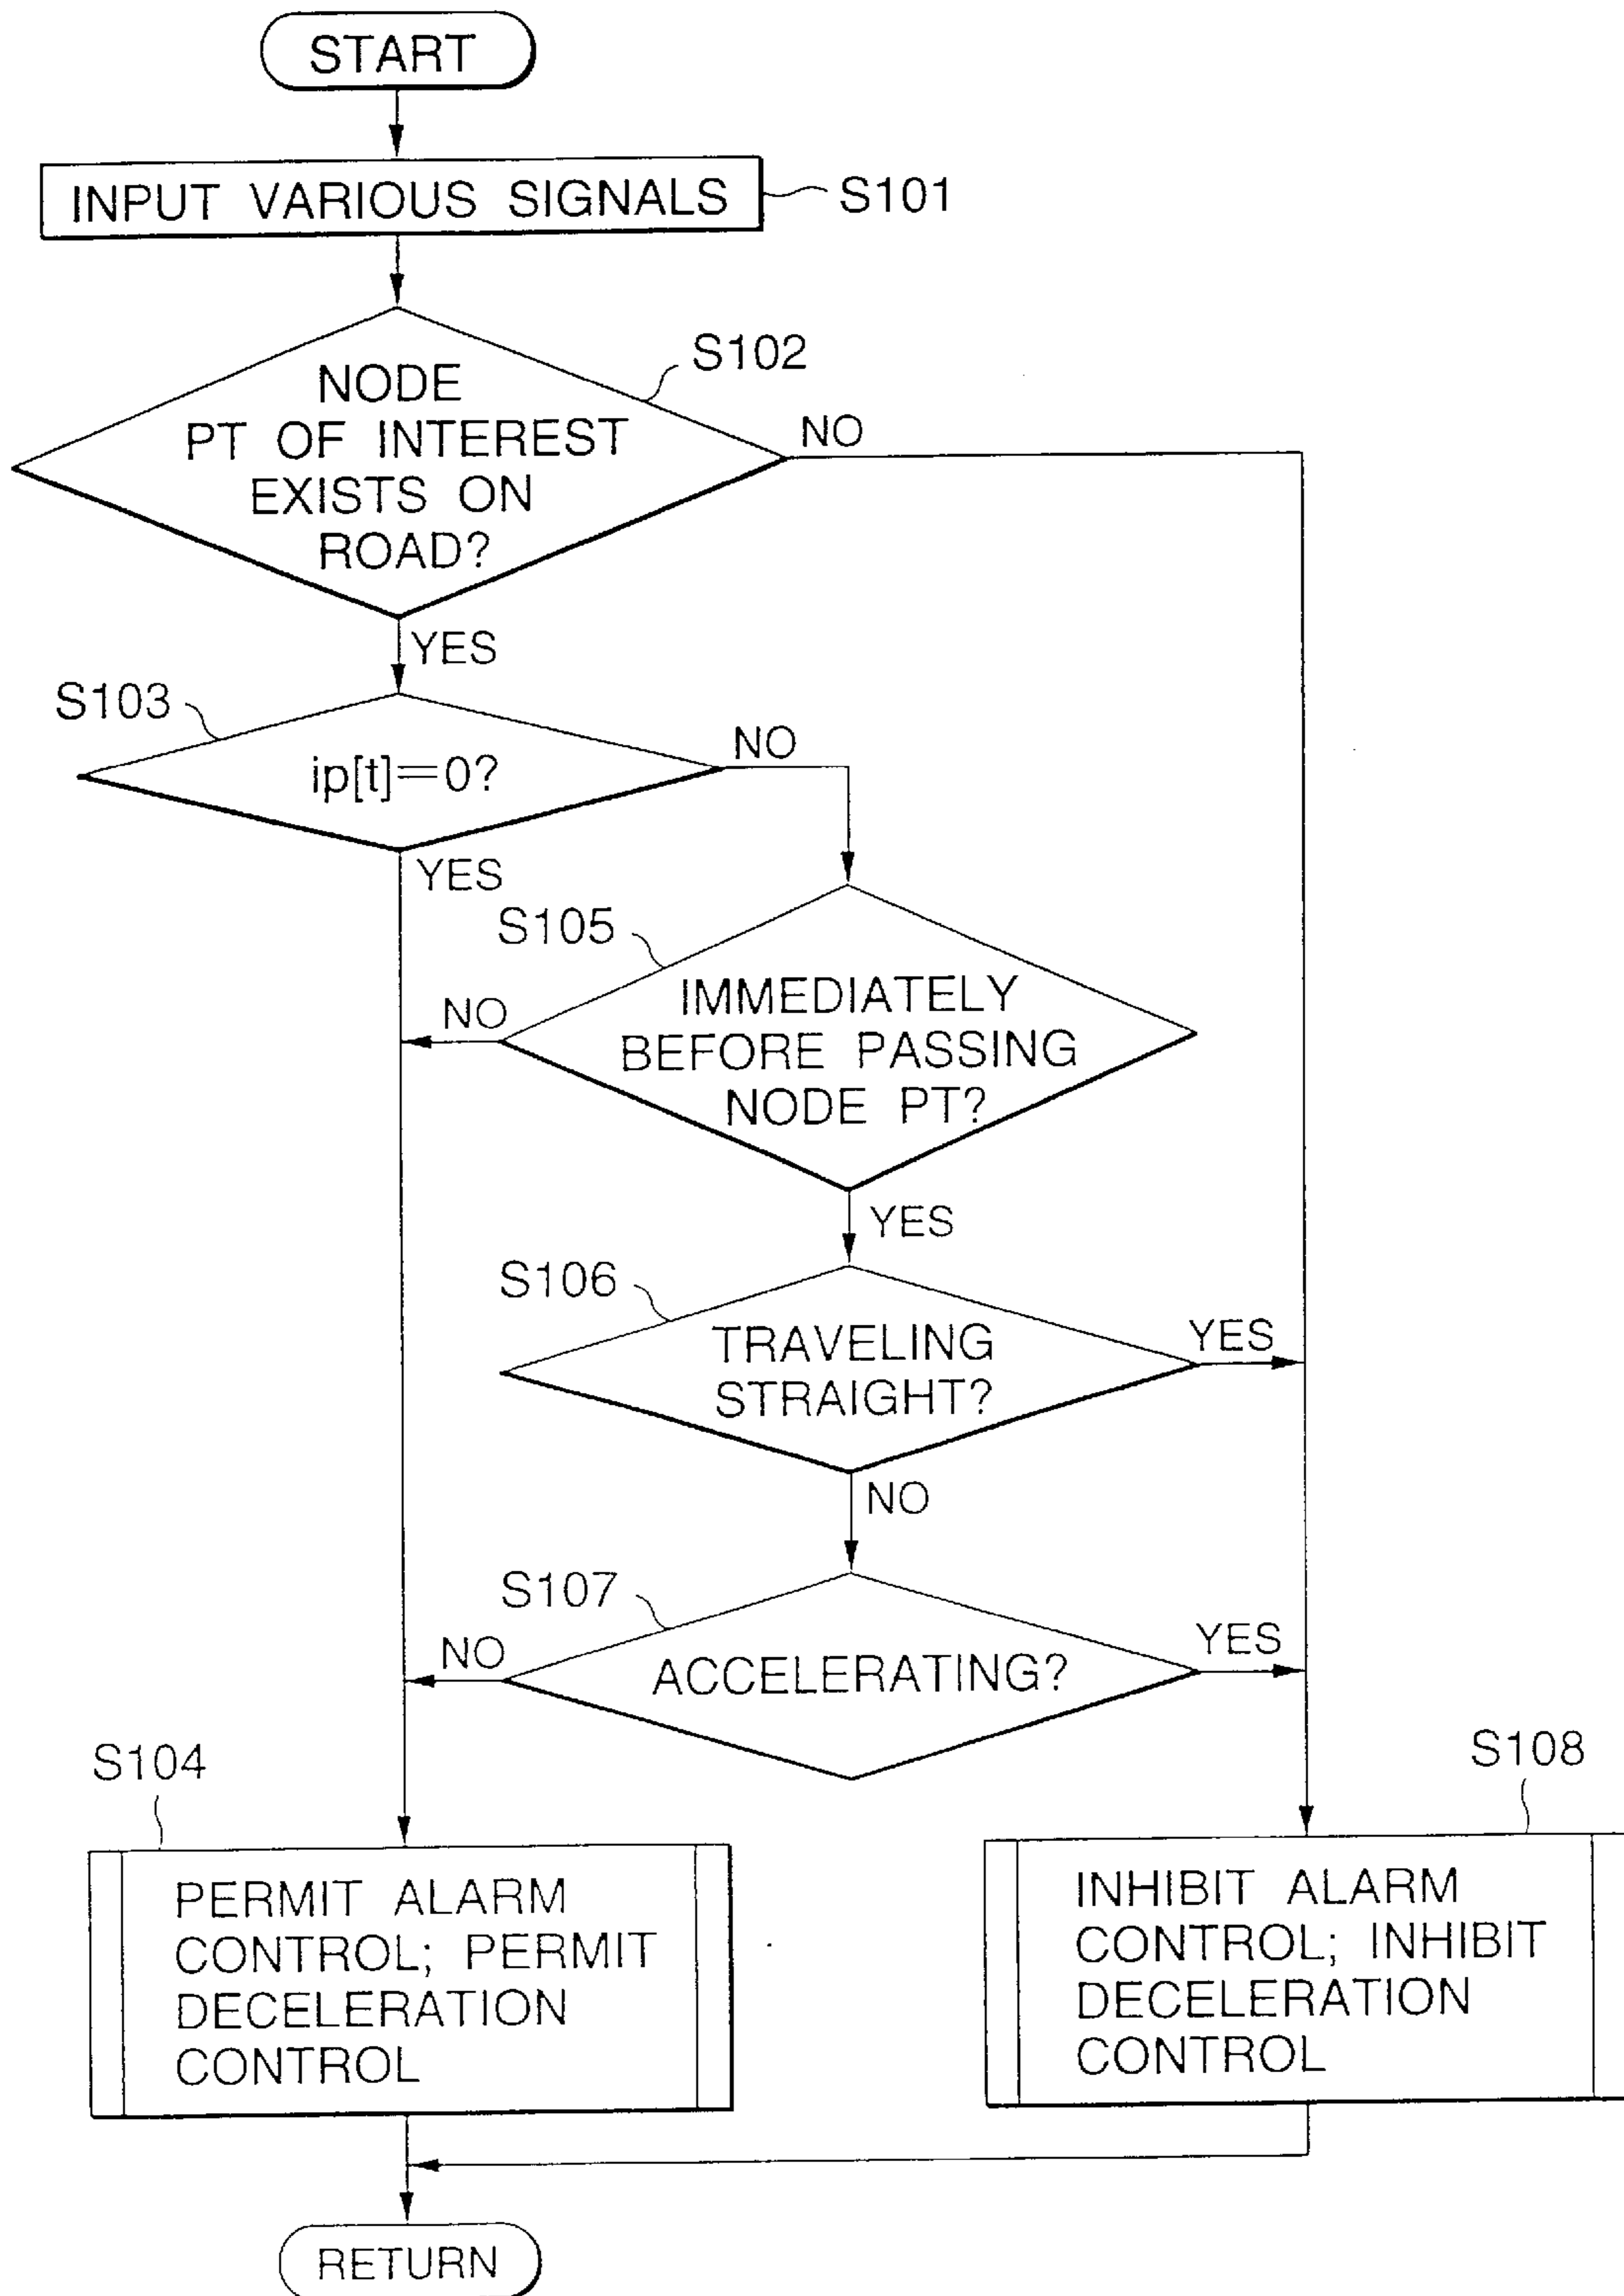 START
INPUT VARIOUS SIGNALS
S101
S102
NODE
PT OF INTEREST
EXISTS ON
ROAD?
NO
YES
S103
ip[t]=0?
NO
YES
S105
IMMEDIATELY
BEFORE PASSING
NODE PT?
NO
YES
S106
TRAVELING
STRAIGHT?
YES
NO
S107
ACCELERATING?
NO
YES
S104
PERMIT ALARM
CONTROL; PERMIT
DECELERATION
CONTROL
S108
INHIBIT ALARM
CONTROL; INHIBIT
DECELERATION
CONTROL
RETURN